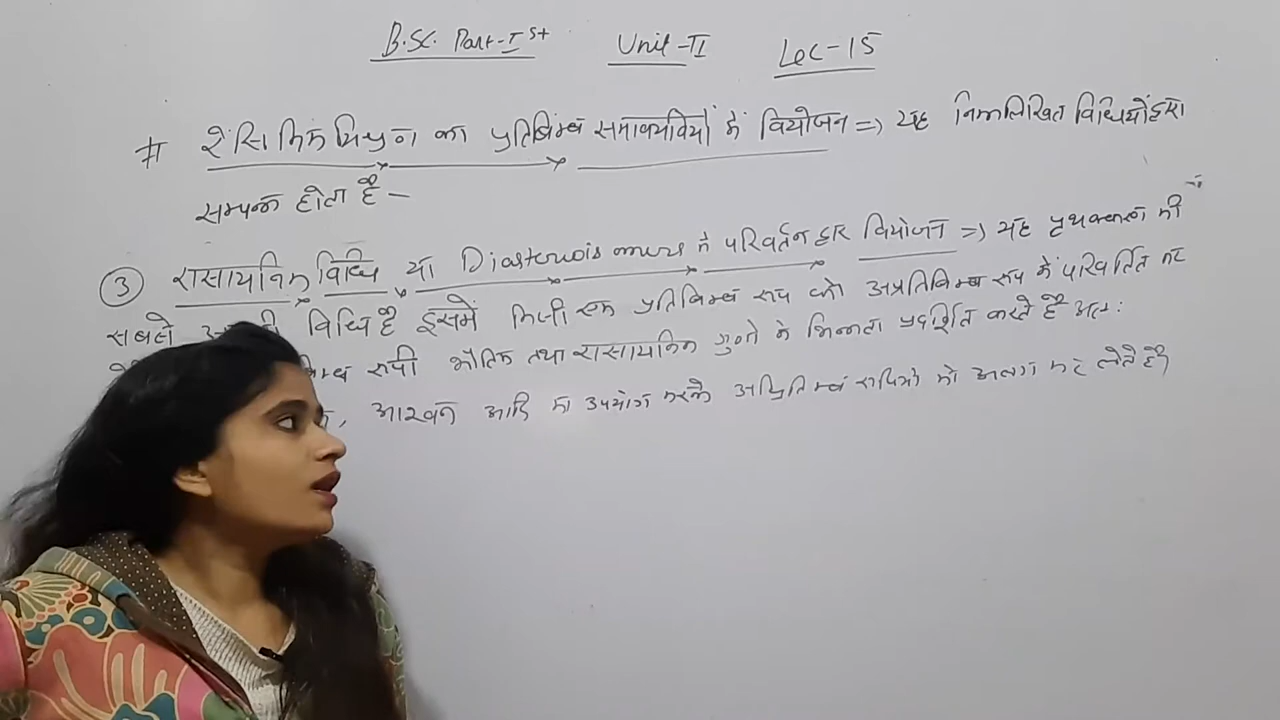 B.Sc. Part-Ist Unit-II Lec-15
# रेसिमिक मिश्रण का प्रतिबिम्ब समावयवियों में वियोजन => यह निम्नलिखित विधियों द्वारा
सम्पन्न होता है -
③ रासायनिक विधि या Diastereoisomers में परिवर्तन द्वारा वियोजन => यह पृथक्करण की
सबसे विधि है इसमें किसी एक प्रतिबिम्ब रूप को अप्रतिबिम्ब रूप में परिवर्तित कर
रूपी भौतिक तथा रासायनिक गुणों में भिन्नता प्रदर्शित करते हैं अतः
, आसवन आदि का उपयोग करके अप्रतिबिम्ब रूपियों को अलग कर लेते हैं।